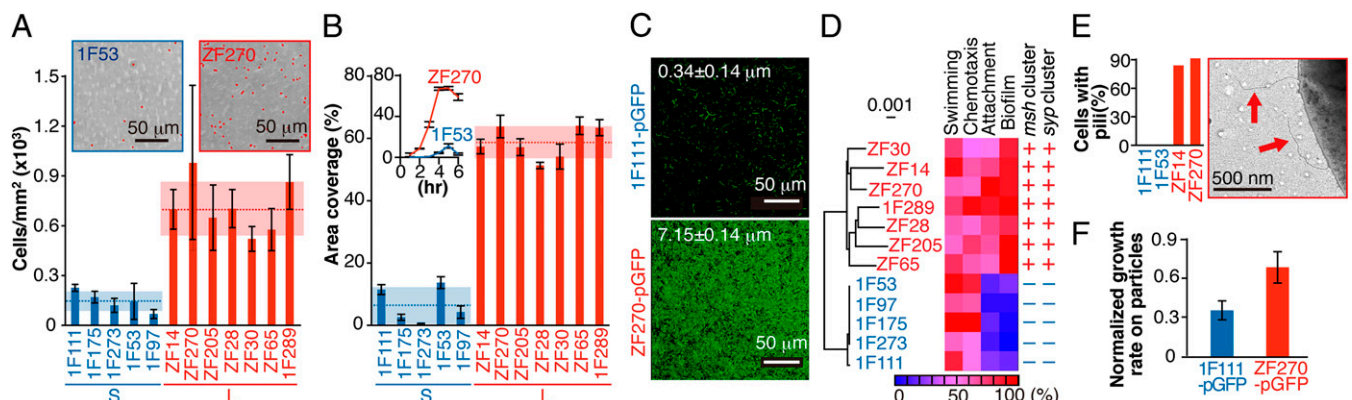 A
1F53
ZF270
50 μm
50 μm
Cells/mm² (x10³)
1.5
1.2
0.9
0.6
0.3
0
1F111
1F175
1F273
1F53
1F97
ZF14
ZF270
ZF205
ZF28
ZF30
ZF65
1F289
S
L
B
Area coverage (%)
80
60
40
20
0
ZF270
1F53
80
40
0
0 2 4 6
(hr)
1F111
1F175
1F273
1F53
1F97
ZF14
ZF270
ZF205
ZF28
ZF30
ZF65
1F289
S
L
C
1F111-pGFP
0.34±0.14 μm
50 μm
ZF270-pGFP
7.15±0.14 μm
50 μm
D
0.001
Swimming
Chemotaxis
Attachment
Biofilm
msh cluster
syp cluster
ZF30 + +
ZF14 + +
ZF270 + +
1F289 + +
ZF28 + +
ZF205 + +
ZF65 + +
1F53 − −
1F97 − −
1F175 − −
1F273 − −
1F111 − −
0 50 100 (%)
E
Cells with
pili(%)
90
60
30
0
1F111
1F53
ZF14
ZF270
500 nm
F
Normalized growth
rate on particles
0.9
0.6
0.3
0
1F111
-pGFP
ZF270
-pGFP